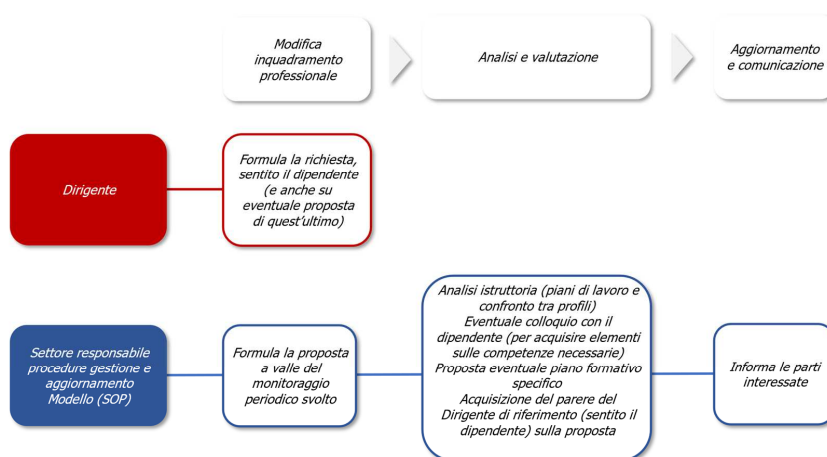 Modifica
inquadramento
professionale
Analisi e valutazione
Aggiornamento
e comunicazione
Dirigente
Formula la richiesta,
sentito il dipendente
(e anche su
eventuale proposta
di quest'ultimo)
Settore responsabile
procedure gestione e
aggiornamento
Modello (SOP)
Formula la proposta
a valle del
monitoraggio
periodico svolto
Analisi istruttoria (piani di lavoro e
confronto tra profili)
Eventuale colloquio con il
dipendente (per acquisire elementi
sulle competenze necessarie)
Proposta eventuale piano formativo
specifico
Acquisizione del parere del
Dirigente di riferimento (sentito il
dipendente) sulla proposta
Informa le parti
interessate